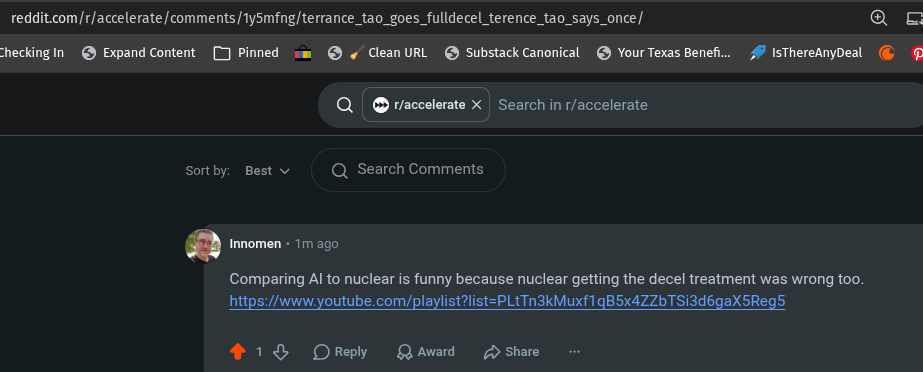 reddit.com/r/accelerate/comments/1y5mfng/terrance_tao_goes_fulldecel_terence_tao_says_once/
Checking In Expand Content Pinned Clean URL Substack Canonical Your Texas Benefi... IsThereAnyDeal
r/accelerate Search in r/accelerate
Sort by: Best Search Comments
Innomen • 1m ago
Comparing AI to nuclear is funny because nuclear getting the decel treatment was wrong too.
https://www.youtube.com/playlist?list=PLtTn3kMuxf1qB5x4ZZbTSi3d6gaX5Reg5
1 Reply Award Share ...